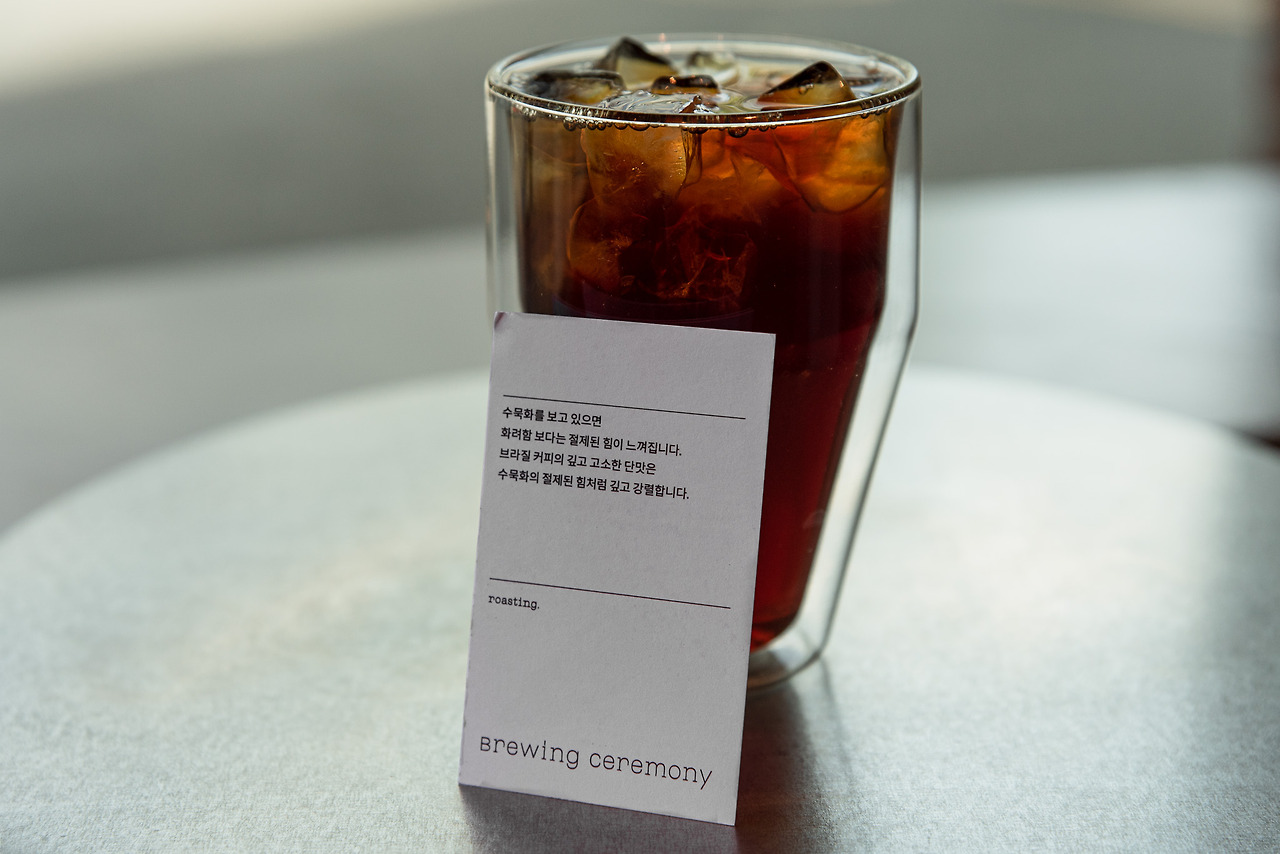 수묵화를 보고 있으면
화려함 보다는 절제된 힘이 느껴집니다.
브라질 커피의 깊고 고소한 단맛은
수묵화의 절제된 힘처럼 깊고 강렬합니다.
roasting.
Brewing ceremony